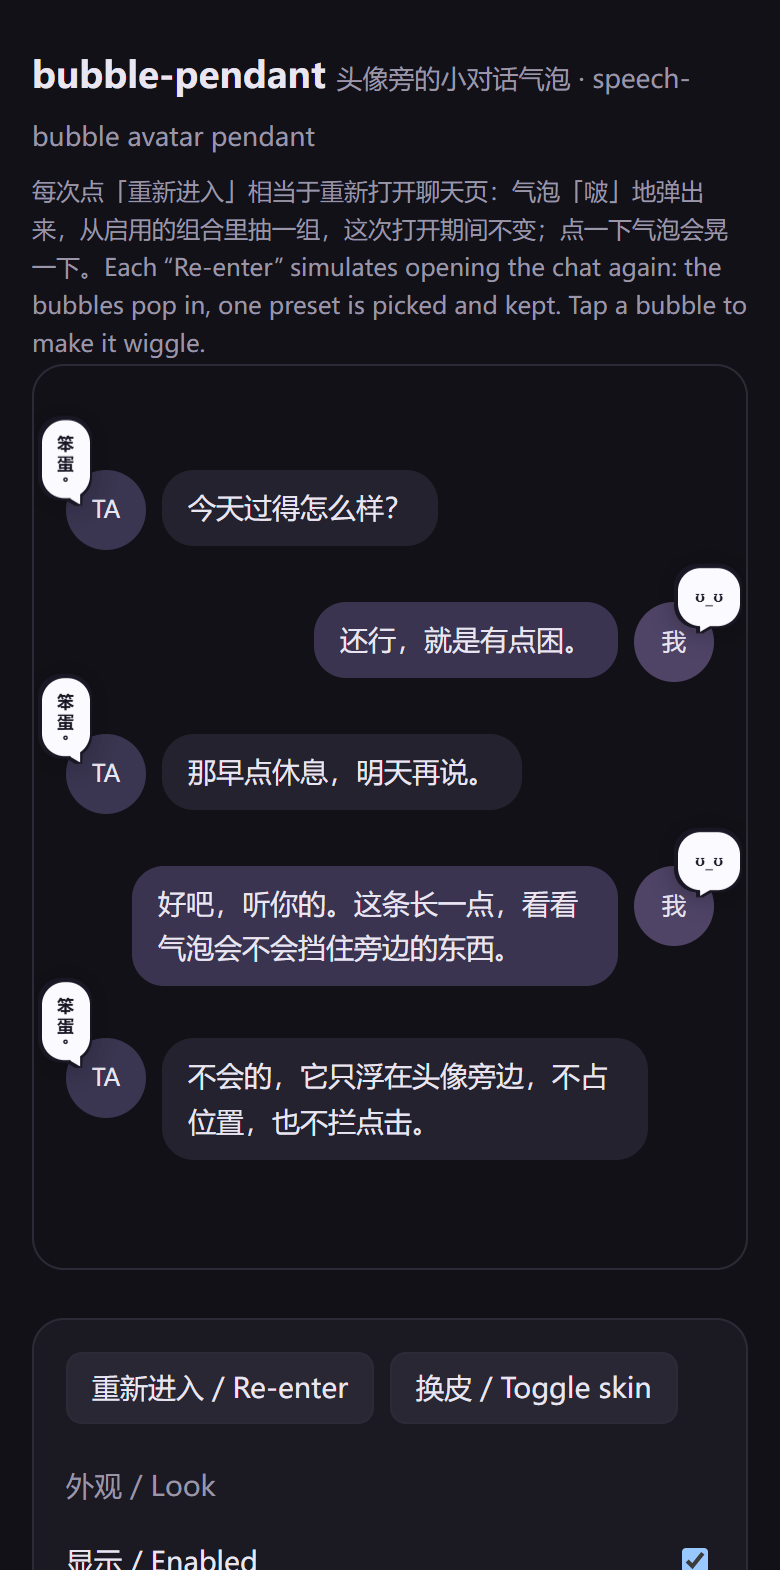 bubble-pendant 头像旁的小对话气泡 · speech-
bubble avatar pendant
每次点「重新进入」相当于重新打开聊天页：气泡「啵」地弹出
来，从启用的组合里抽一组，这次打开期间不变；点一下气泡会晃
一下。Each “Re-enter” simulates opening the chat again: the
bubbles pop in, one preset is picked and kept. Tap a bubble to
make it wiggle.
笨
蛋
。
TA
今天过得怎么样？
ʊ_ʊ
还行，就是有点困。
我
笨
蛋
。
TA
那早点休息，明天再说。
ʊ_ʊ
好吧，听你的。这条长一点，看看
气泡会不会挡住旁边的东西。
我
笨
蛋
。
TA
不会的，它只浮在头像旁边，不占
位置，也不拦点击。
重新进入 / Re-enter
换皮 / Toggle skin
外观 / Look
显示 / Enabled